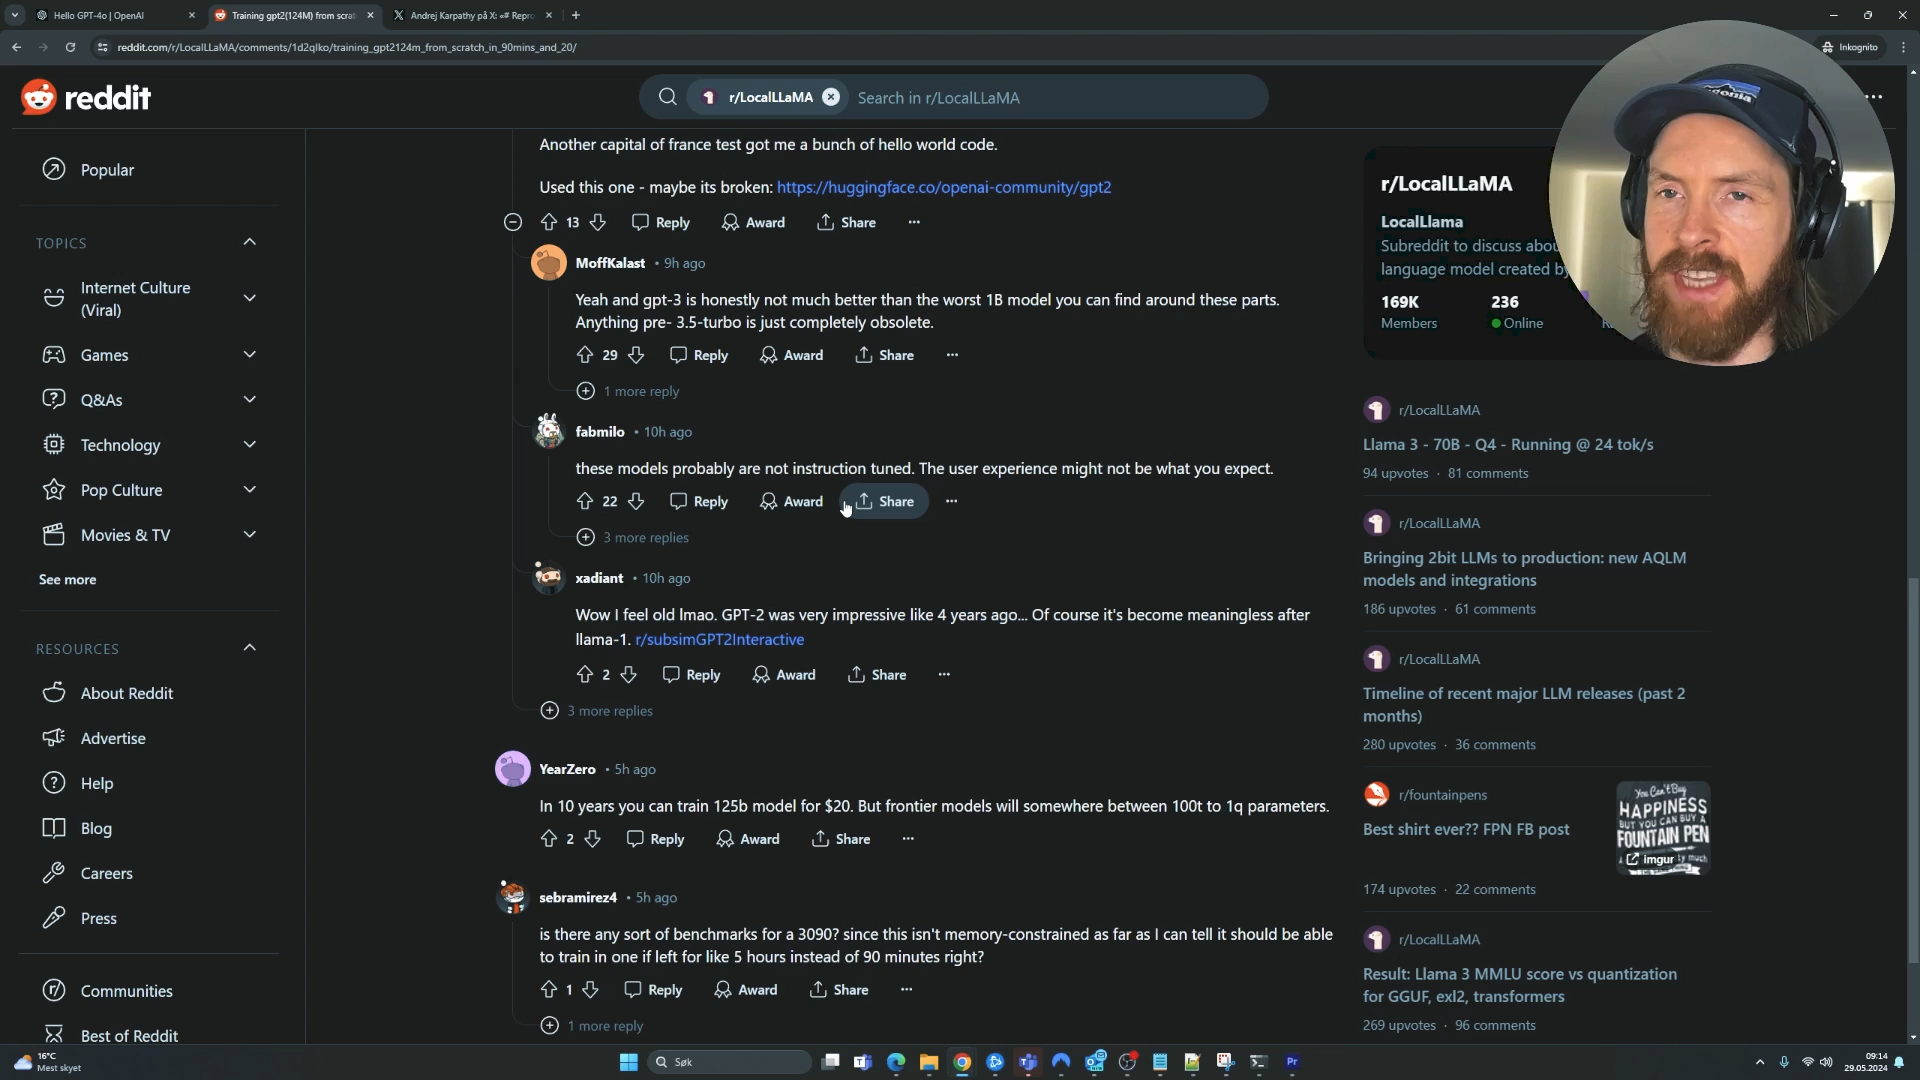 Hello GPT-4o | OpenAI
Training gpt2(124M) from scrat
Andrej Karpathy på X: «# Repro
reddit.com/r/LocalLLaMA/comments/1d2qlko/training_gpt2124m_from_scratch_in_90mins_and_20/
Inkognito
reddit
r/LocalLLaMA
Search in r/LocalLLaMA
Popular
TOPICS
Internet Culture
(Viral)
Games
Q&As
Technology
Pop Culture
Movies & TV
See more
RESOURCES
About Reddit
Advertise
Help
Blog
Careers
Press
Communities
Best of Reddit
Another capital of france test got me a bunch of hello world code.
Used this one - maybe its broken: https://huggingface.co/openai-community/gpt2
13 Reply Award Share
MoffKalast • 9h ago
Yeah and gpt-3 is honestly not much better than the worst 1B model you can find around these parts.
Anything pre- 3.5-turbo is just completely obsolete.
29 Reply Award Share
1 more reply
fabmilo • 10h ago
these models probably are not instruction tuned. The user experience might not be what you expect.
22 Reply Award Share
3 more replies
xadiant • 10h ago
Wow I feel old lmao. GPT-2 was very impressive like 4 years ago... Of course it's become meaningless after
llama-1. r/subsimGPT2Interactive
2 Reply Award Share
3 more replies
YearZero • 5h ago
In 10 years you can train 125b model for $20. But frontier models will somewhere between 100t to 1q parameters.
2 Reply Award Share
sebramirez4 • 5h ago
is there any sort of benchmarks for a 3090? since this isn't memory-constrained as far as I can tell it should be able
to train in one if left for like 5 hours instead of 90 minutes right?
1 Reply Award Share
1 more reply
r/LocalLLaMA
LocalLlama
Subreddit to discuss abou
language model created by
169K 236
Members Online
r/LocalLLaMA
Llama 3 - 70B - Q4 - Running @ 24 tok/s
94 upvotes · 81 comments
r/LocalLLaMA
Bringing 2bit LLMs to production: new AQLM
models and integrations
186 upvotes · 61 comments
r/LocalLLaMA
Timeline of recent major LLM releases (past 2
months)
280 upvotes · 36 comments
r/fountainpens
Best shirt ever?? FPN FB post
You Can't Buy
HAPPINESS
BUT YOU CAN BUY A
FOUNTAIN PEN
imgur
174 upvotes · 22 comments
r/LocalLLaMA
Result: Llama 3 MMLU score vs quantization
for GGUF, exl2, transformers
269 upvotes · 96 comments
16°C
Mest skyet
Søk
Pr
09:14
29.05.2024